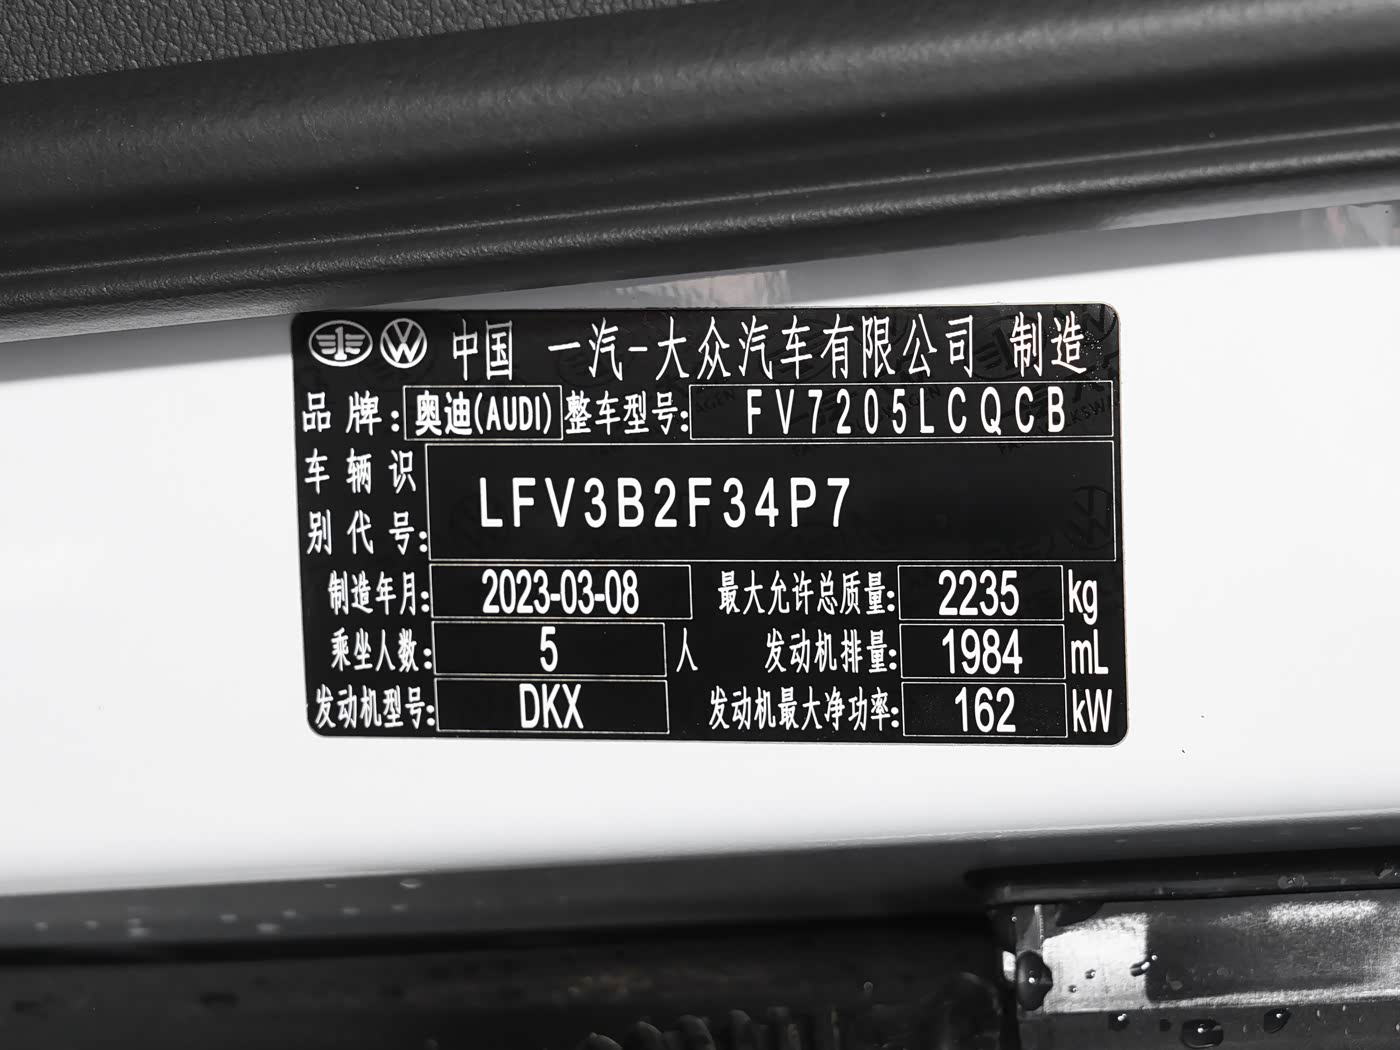 中国 一汽-大众汽车有限公司 制造
品牌: 奥迪(AUDI) 整车型号: FV7205LCQCB
车辆识别代号: LFV3B2F34P7
制造年月: 2023-03-08 最大允许总质量: 2235 kg
乘坐人数: 5 人 发动机排量: 1984 mL
发动机型号: DKX 发动机最大净功率: 162 kW